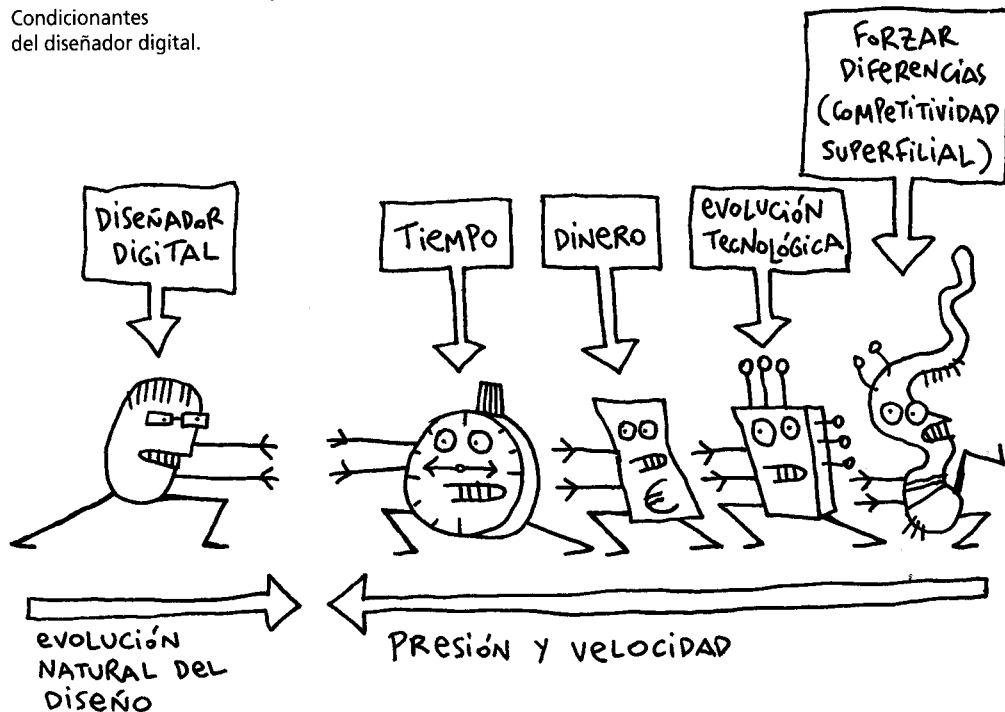 Condicionantes
del diseñador digital.
DISEÑADOR
DIGITAL
TIEMPO
DINERO
EVOLUCIÓN
TECNOLÓGICA
FORZAR
DIFERENCIAS
(COMPETITIVIDAD
SUPERFILIAL)
€
EVOLUCIÓN
NATURAL DEL
DISEÑO
PRESIÓN Y VELOCIDAD